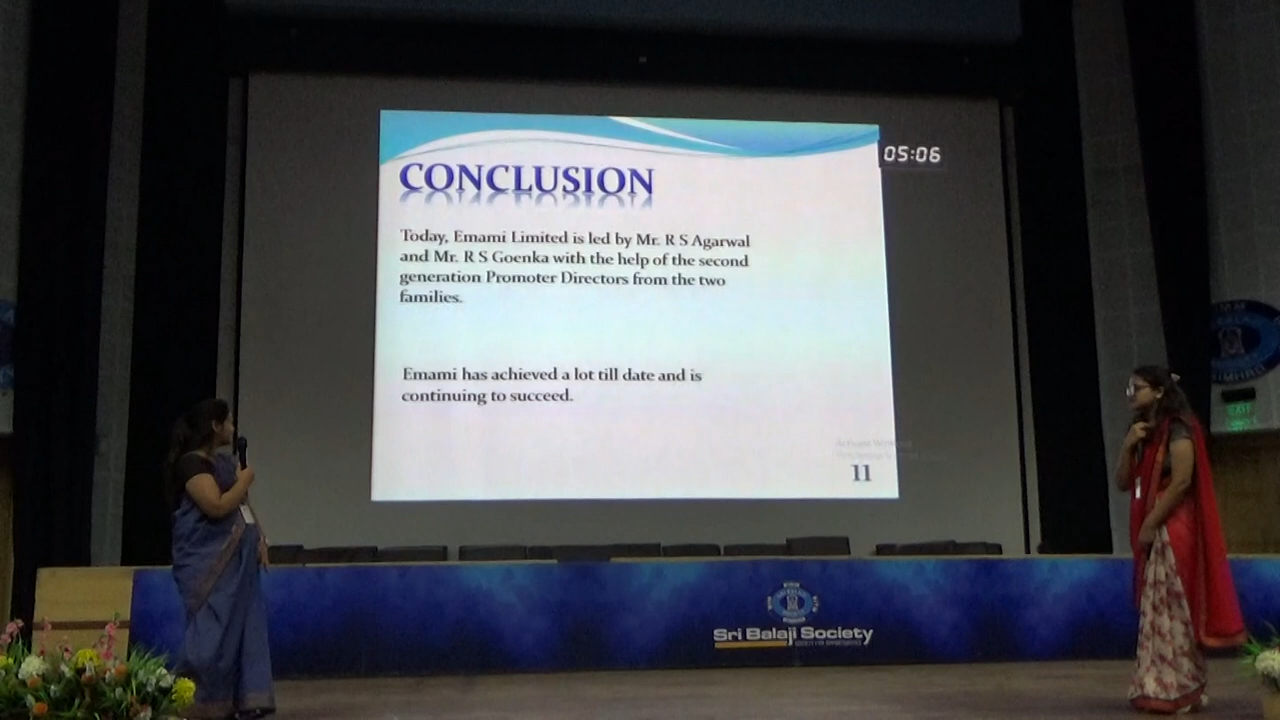 05:06
CONCLUSION
Today, Emami Limited is led by Mr. R S Agarwal
and Mr. R S Goenka with the help of the second
generation Promoter Directors from the two
families.
Emami has achieved a lot till date and is
continuing to succeed.
11
EXIT
Sri Balaji Society